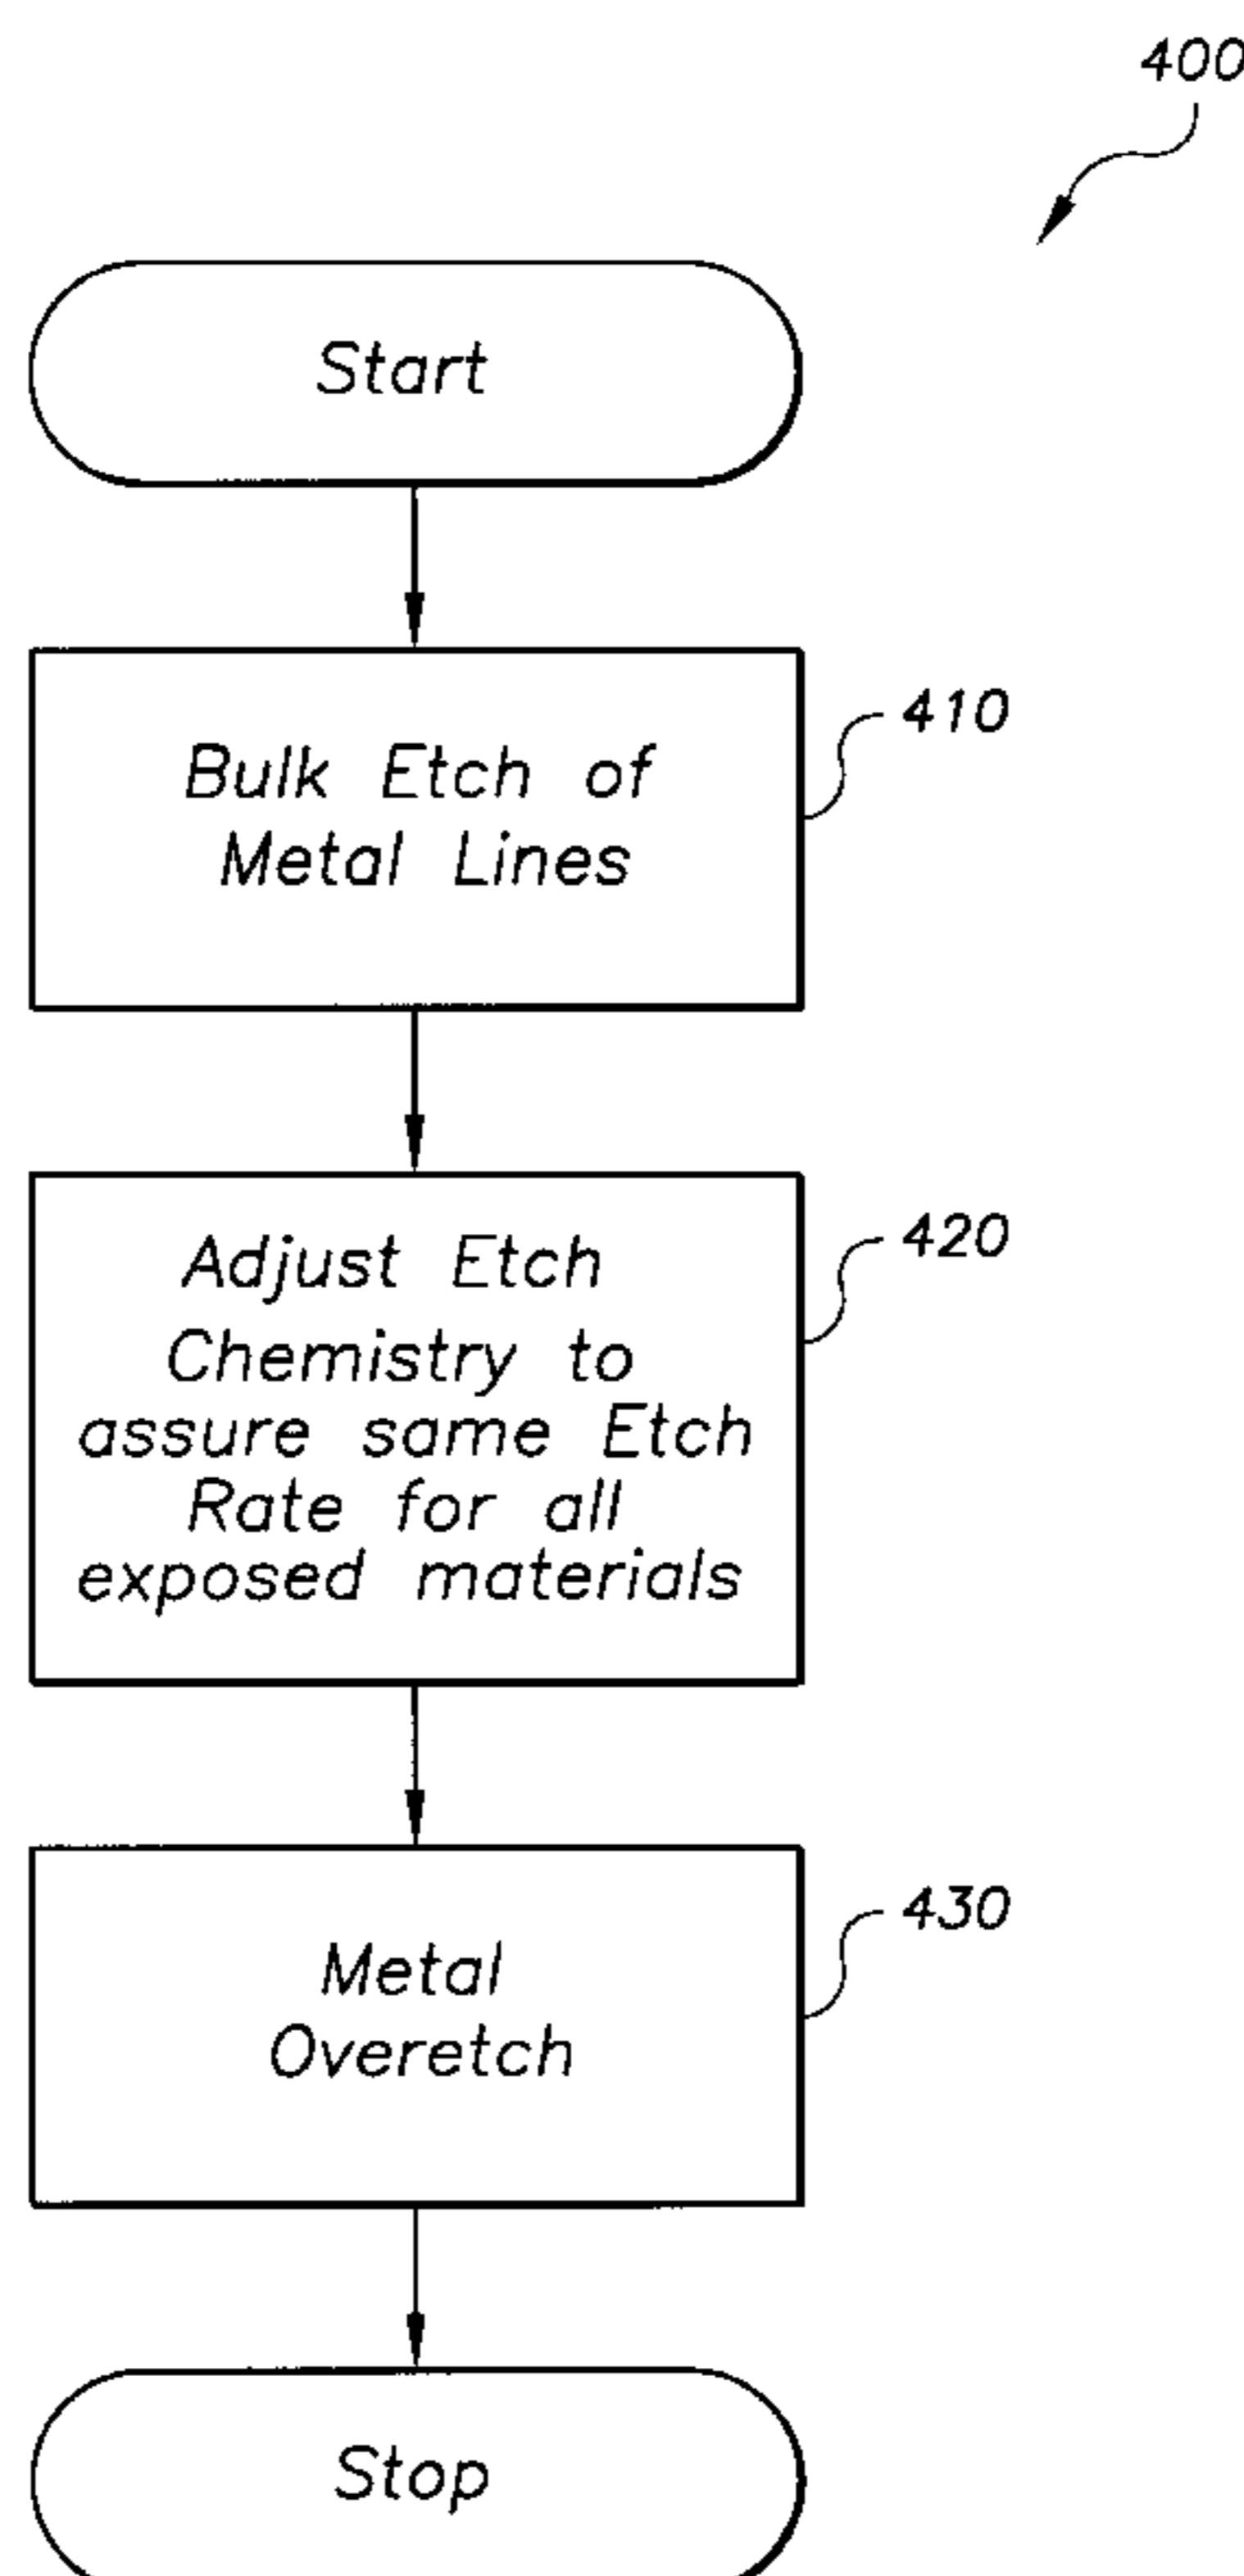 400
Start
Bulk Etch of
Metal Lines
410
Adjust Etch
Chemistry to
assure same Etch
Rate for all
exposed materials
420
Metal
Overetch
430
Stop